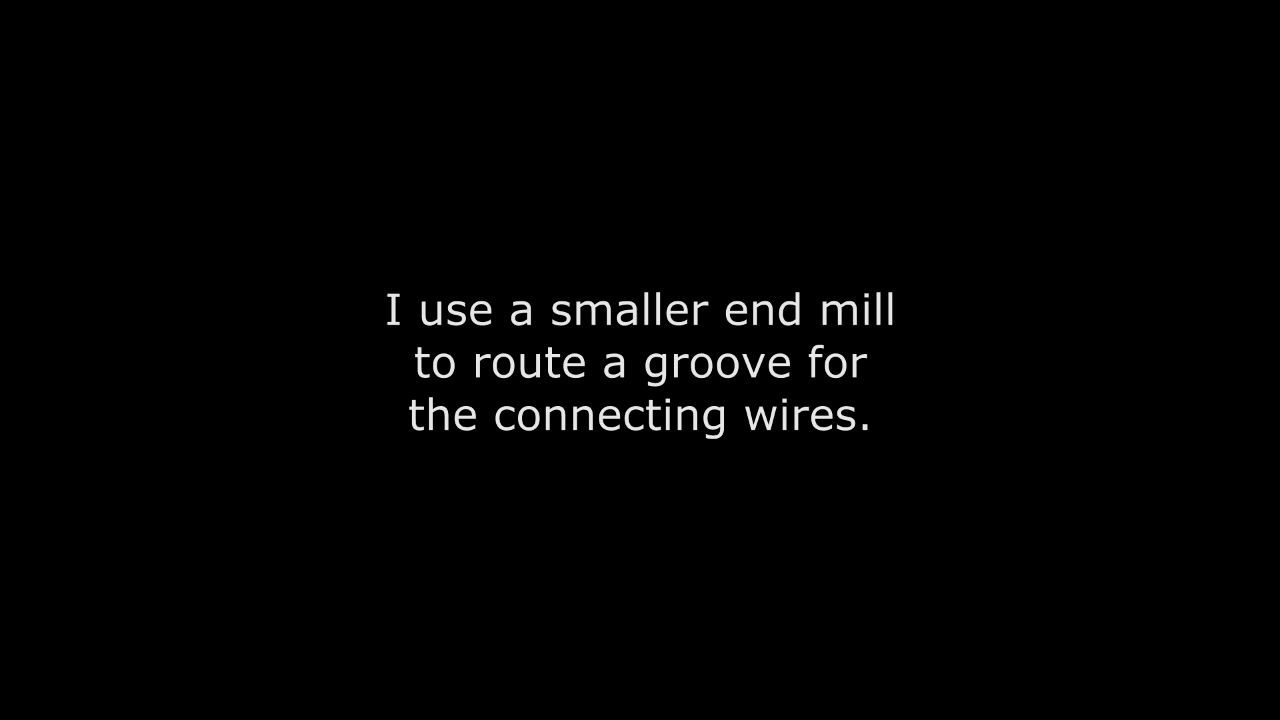 I use a smaller end mill
to route a groove for
the connecting wires.